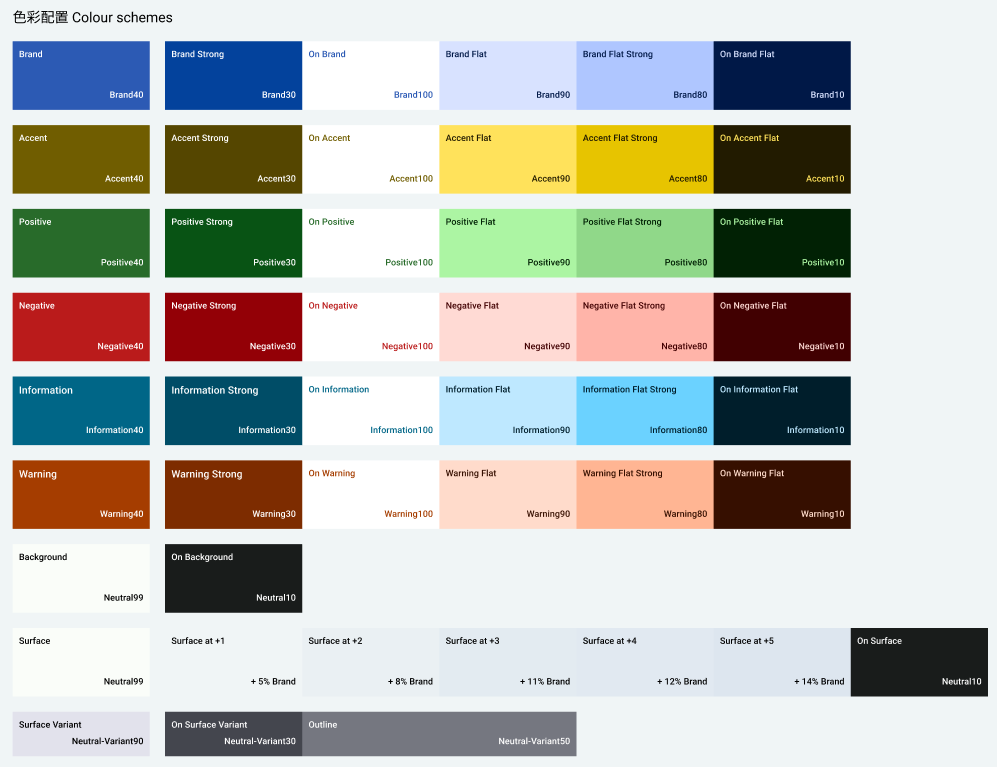 色彩配置 Colour schemes
Brand
Brand40
Brand Strong
Brand30
On Brand
Brand100
Brand Flat
Brand90
Brand Flat Strong
Brand80
On Brand Flat
Brand10
Accent
Accent40
Accent Strong
Accent30
On Accent
Accent100
Accent Flat
Accent90
Accent Flat Strong
Accent80
On Accent Flat
Accent10
Positive
Positive40
Positive Strong
Positive30
On Positive
Positive100
Positive Flat
Positive90
Positive Flat Strong
Positive80
On Positive Flat
Positive10
Negative
Negative40
Negative Strong
Negative30
On Negative
Negative100
Negative Flat
Negative90
Negative Flat Strong
Negative80
On Negative Flat
Negative10
Information
Information40
Information Strong
Information30
On Information
Information100
Information Flat
Information90
Information Flat Strong
Information80
On Information Flat
Information10
Warning
Warning40
Warning Strong
Warning30
On Warning
Warning100
Warning Flat
Warning90
Warning Flat Strong
Warning80
On Warning Flat
Warning10
Background
Neutral99
On Background
Neutral10
Surface
Neutral99
Surface at +1
+ 5% Brand
Surface at +2
+ 8% Brand
Surface at +3
+ 11% Brand
Surface at +4
+ 12% Brand
Surface at +5
+ 14% Brand
On Surface
Neutral10
Surface Variant
Neutral-Variant90
On Surface Variant
Neutral-Variant30
Outline
Neutral-Variant50